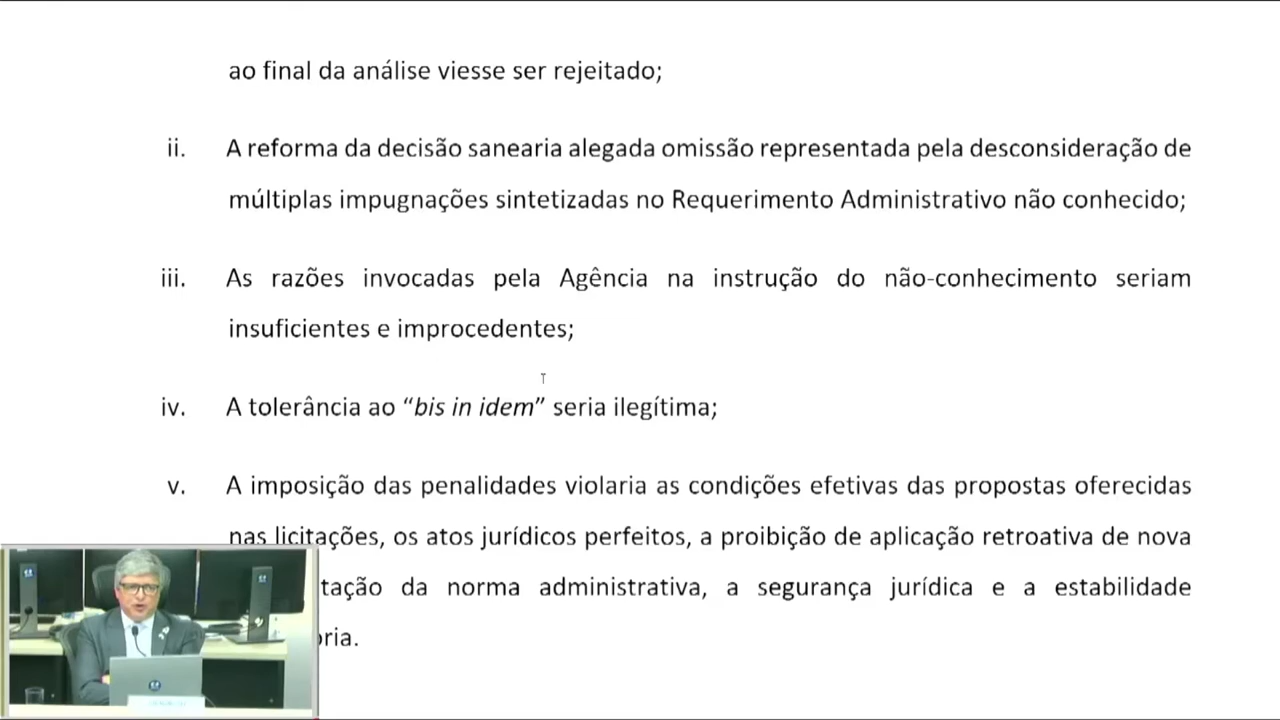 ao final da análise viesse ser rejeitado;
ii. A reforma da decisão sanearia alegada omissão representada pela desconsideração de
múltiplas impugnações sintetizadas no Requerimento Administrativo não conhecido;
iii. As razões invocadas pela Agência na instrução do não-conhecimento seriam
insuficientes e improcedentes;
iv. A tolerância ao “bis in idem” seria ilegítima;
v. A imposição das penalidades violaria as condições efetivas das propostas oferecidas
nas licitações, os atos jurídicos perfeitos, a proibição de aplicação retroativa de nova
tação da norma administrativa, a segurança jurídica e a estabilidade
oria.